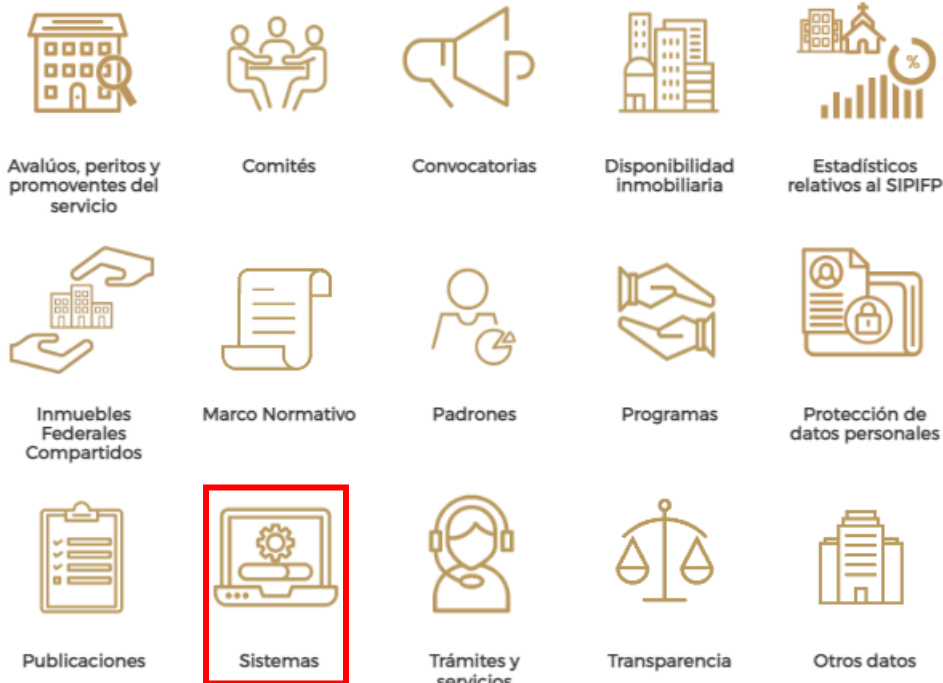 %
Avalúos, peritos y
promoventes del
servicio
Comités
Convocatorias
Disponibilidad
inmobiliaria
Estadísticos
relativos al SIPIFP
Inmuebles
Federales
Compartidos
Marco Normativo
Padrones
Programas
Protección de
datos personales
Publicaciones
Sistemas
Trámites y
servicios
Transparencia
Otros datos